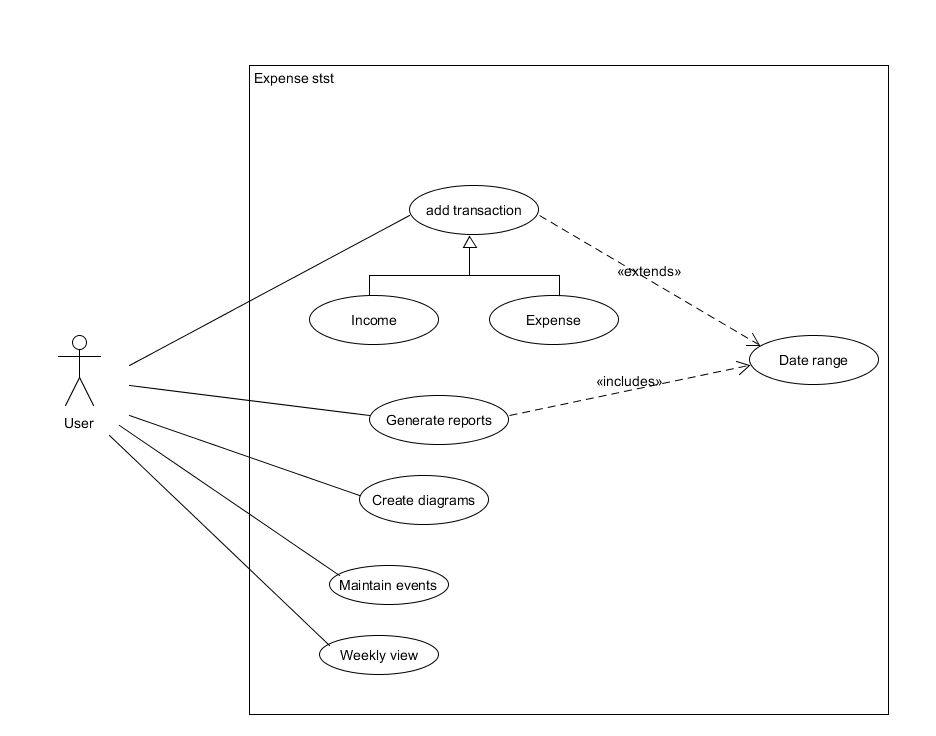 Expense stst
add transaction
«extends»
Income
Expense
Date range
«includes»
User
Generate reports
Create diagrams
Maintain events
Weekly view